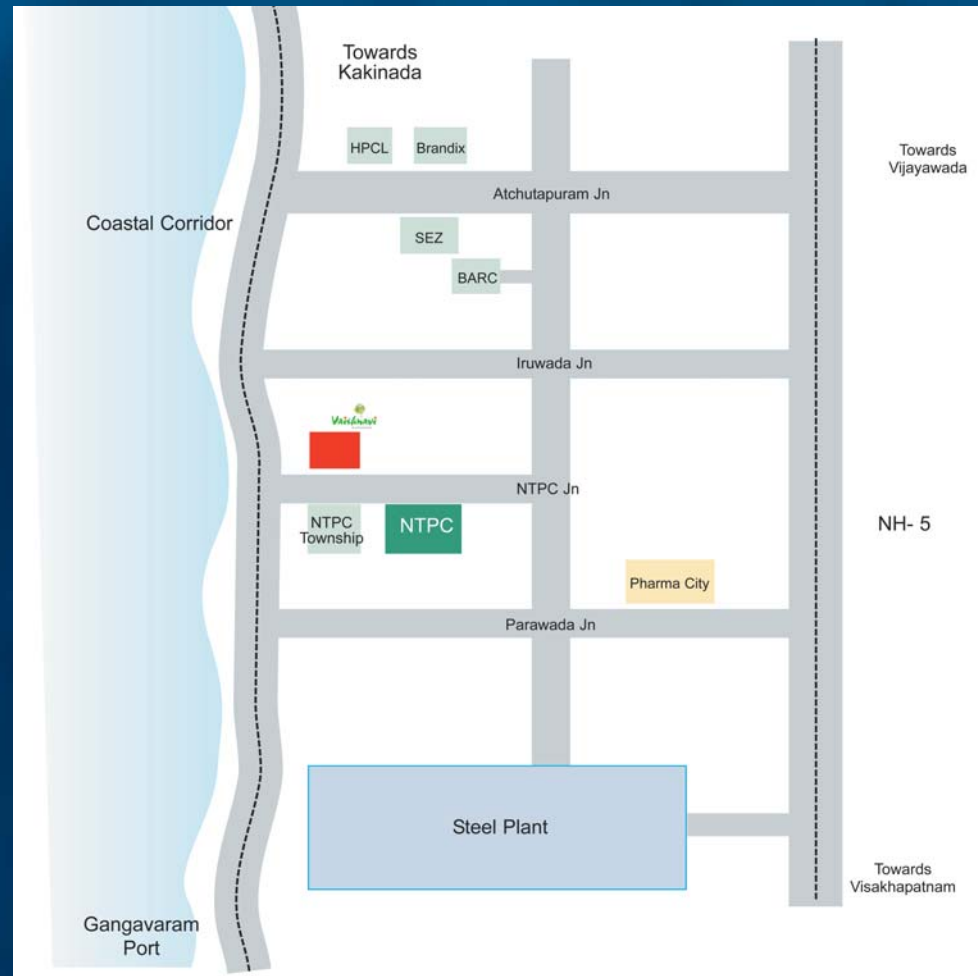 Towards
Kakinada
HPCL
Brandix
Towards
Vijayawada
Atchutapuram Jn
Coastal Corridor
SEZ
BARC
Iruwada Jn
Vaishnavi
NTPC Jn
NTPC
Township
NTPC
NH- 5
Pharma City
Parawada Jn
Steel Plant
Towards
Visakhapatnam
Gangavaram
Port